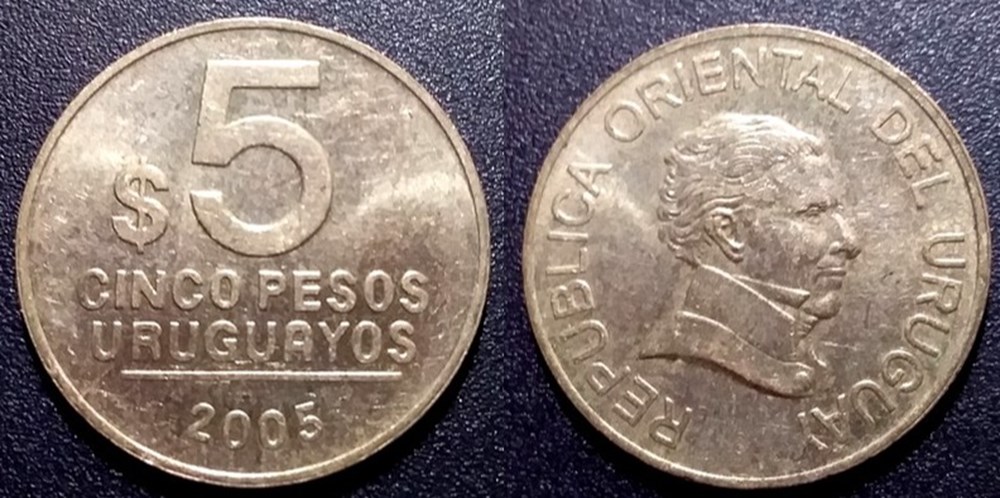 $5
CINCO PESOS
URUGUAYOS
2005
REPUBLICA ORIENTAL DEL URUGUAY